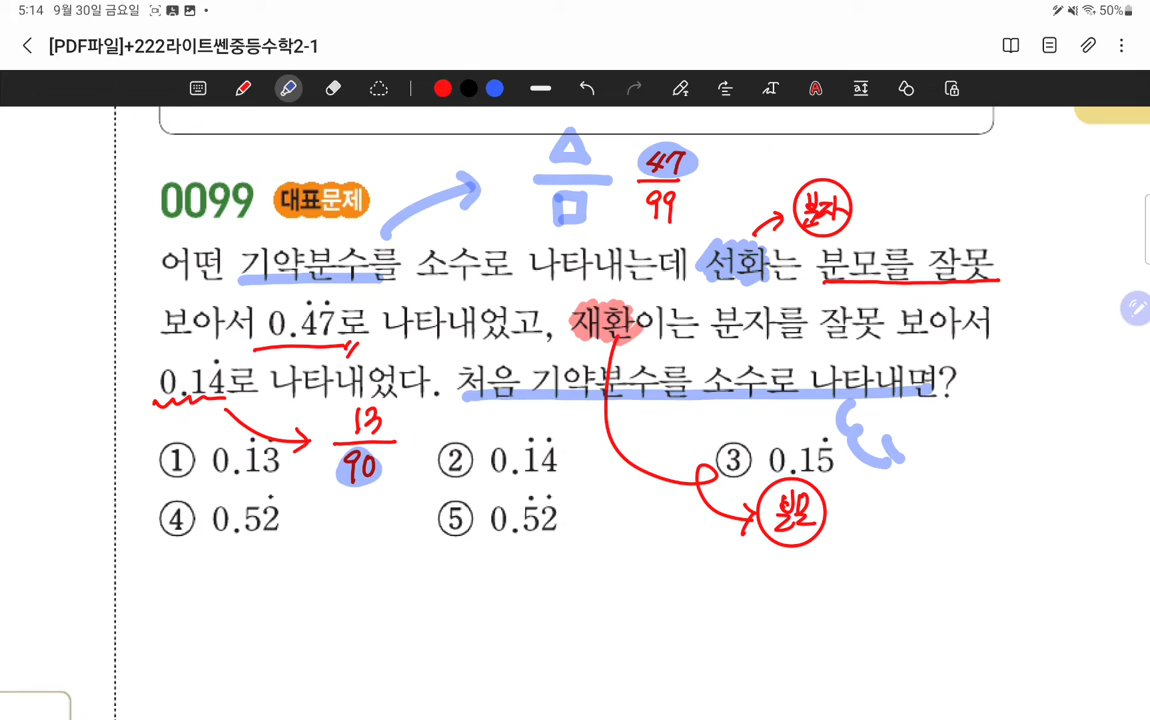 5:14 9월 30일 금요일 50%
[PDF파일]+222라이트쎈중등수학2-1
△
□
47
99
0099 대표문제
분자
어떤 기약분수를 소수로 나타내는데 선화는 분모를 잘못
보아서 0.4̇7̇로 나타내었고, 재환이는 분자를 잘못 보아서
0.14̇로 나타내었다. 처음 기약분수를 소수로 나타내면?
13
90
① 0.1̇3̇ ② 0.1̇4̇ ③ 0.15̇
④ 0.52̇ ⑤ 0.5̇2̇
분모